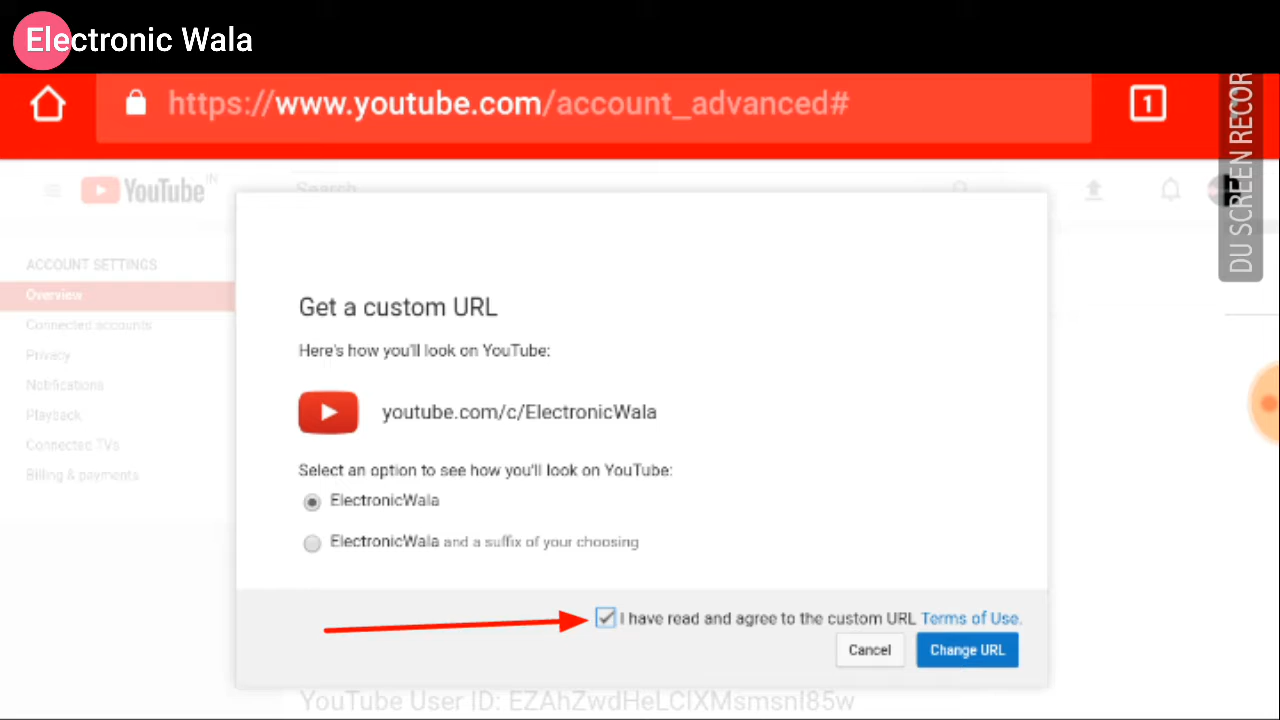 Electronic Wala
https://www.youtube.com/account_advanced#
1
DU SCREEN RECOR
YouTube IN
Search
ACCOUNT SETTINGS
Overview
Connected accounts
Privacy
Notifications
Playback
Connected TVs
Billing & payments
Get a custom URL
Here's how you'll look on YouTube:
youtube.com/c/ElectronicWala
Select an option to see how you'll look on YouTube:
ElectronicWala
ElectronicWala and a suffix of your choosing
I have read and agree to the custom URL Terms of Use.
Cancel
Change URL
YouTube User ID: EZAhZwdHeLCIXMsmsnI85w